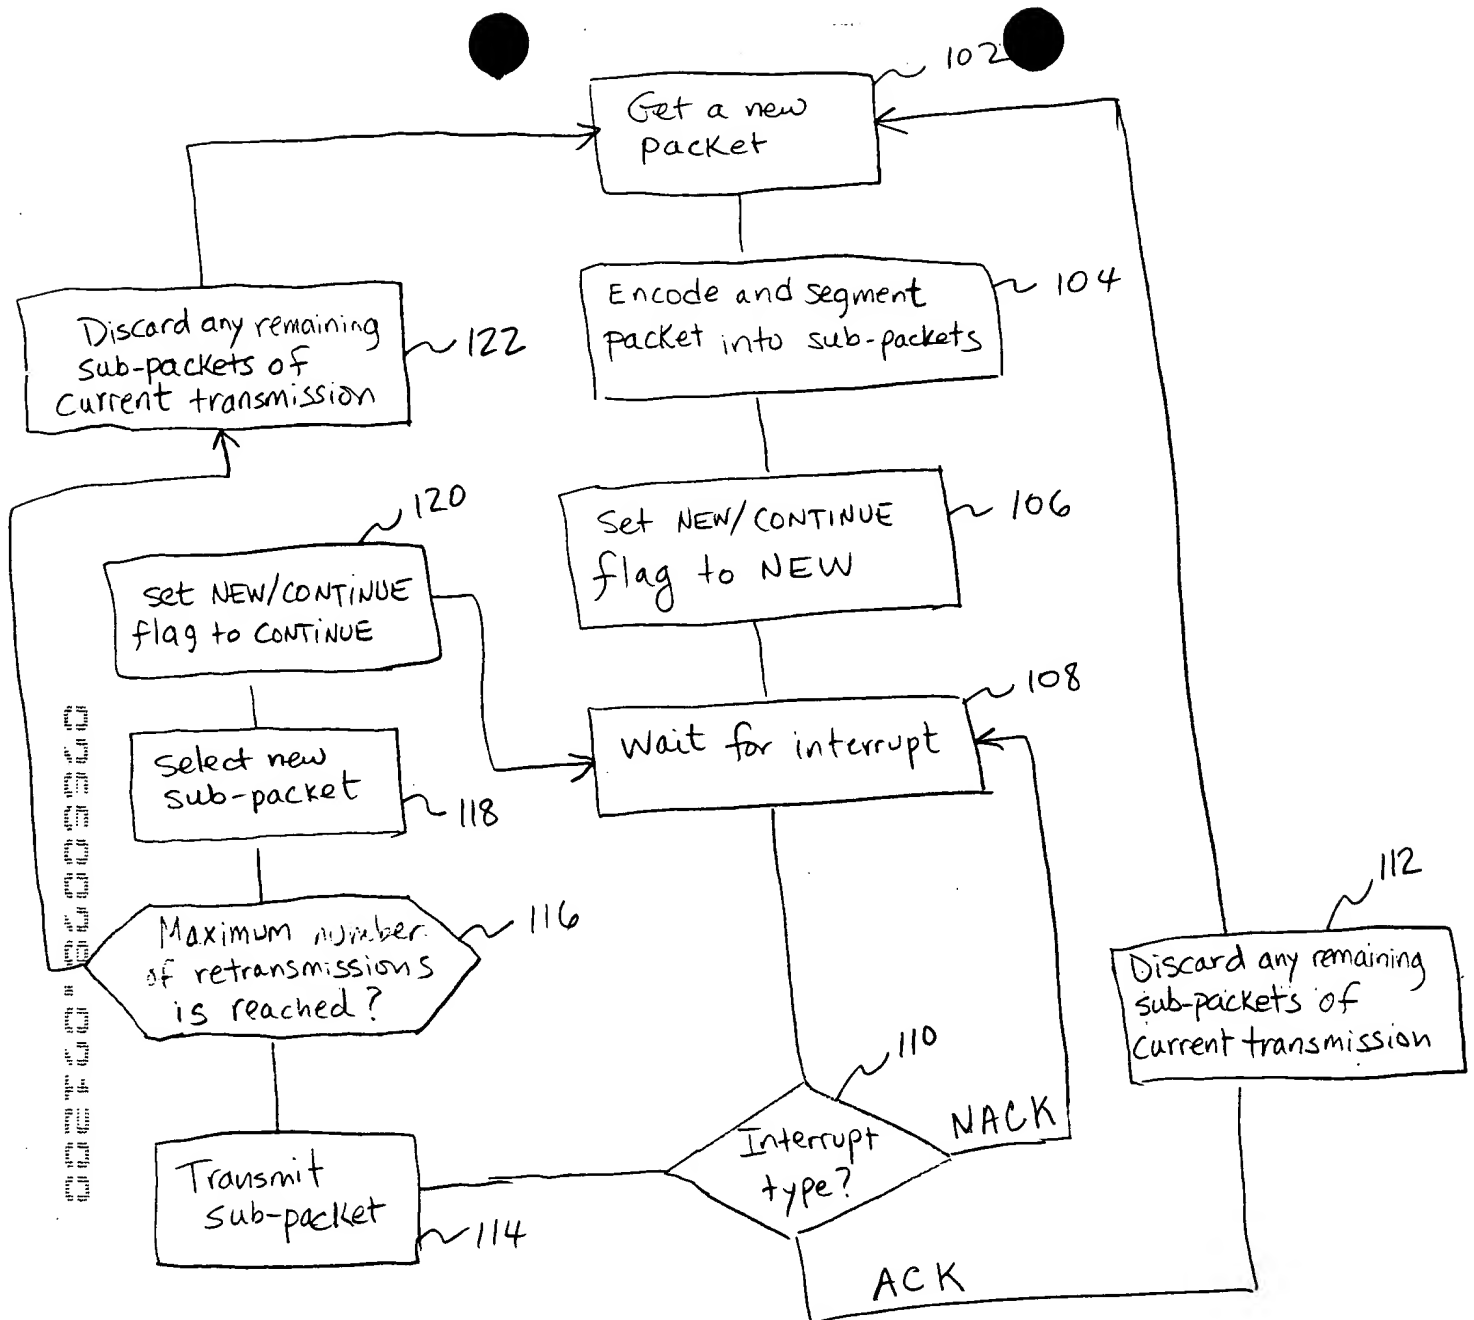 102
Get a new
packet
Encode and segment
packet into sub-packets
104
Discard any remaining
sub-packets of
current transmission
122
Set NEW/CONTINUE
flag to NEW
106
120
set NEW/CONTINUE
flag to CONTINUE
108
Wait for interrupt
Select new
sub-packet
118
112
Discard any remaining
sub-packets of
current transmission
Maximum number
of retransmissions
is reached?
116
110
Interrupt
type?
NACK
Transmit
sub-packet
114
ACK